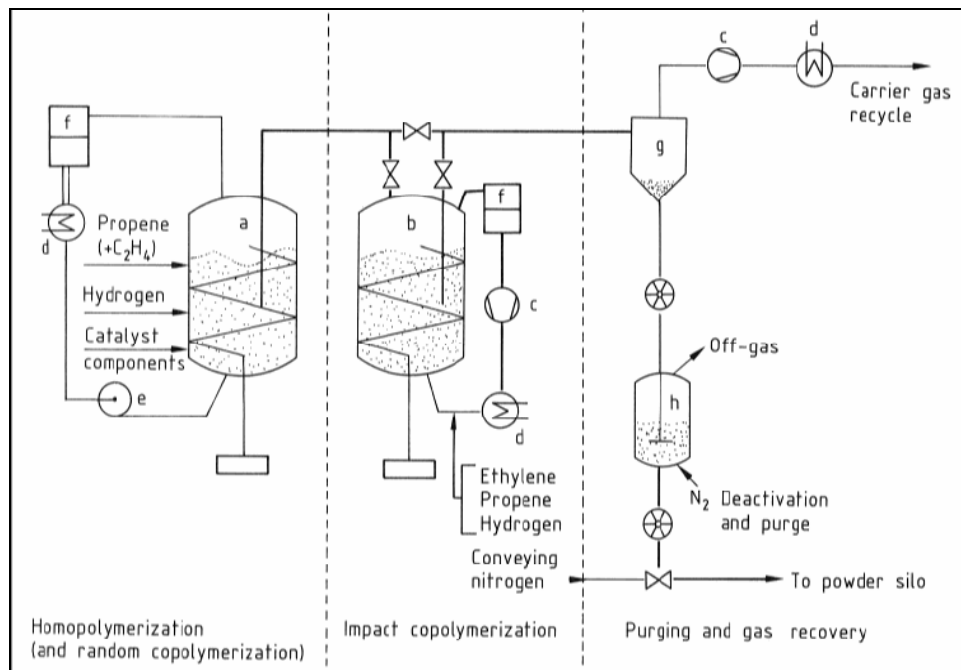 c
d
Carrier gas
recycle
f
g
a
b
f
d
Propene
(+C₂H₄)
Hydrogen
Catalyst
components
c
Off-gas
e
h
d
Ethylene
Propene
Hydrogen
N₂ Deactivation
and purge
Conveying
nitrogen
To powder silo
Homopolymerization
(and random copolymerization)
Impact copolymerization
Purging and gas recovery